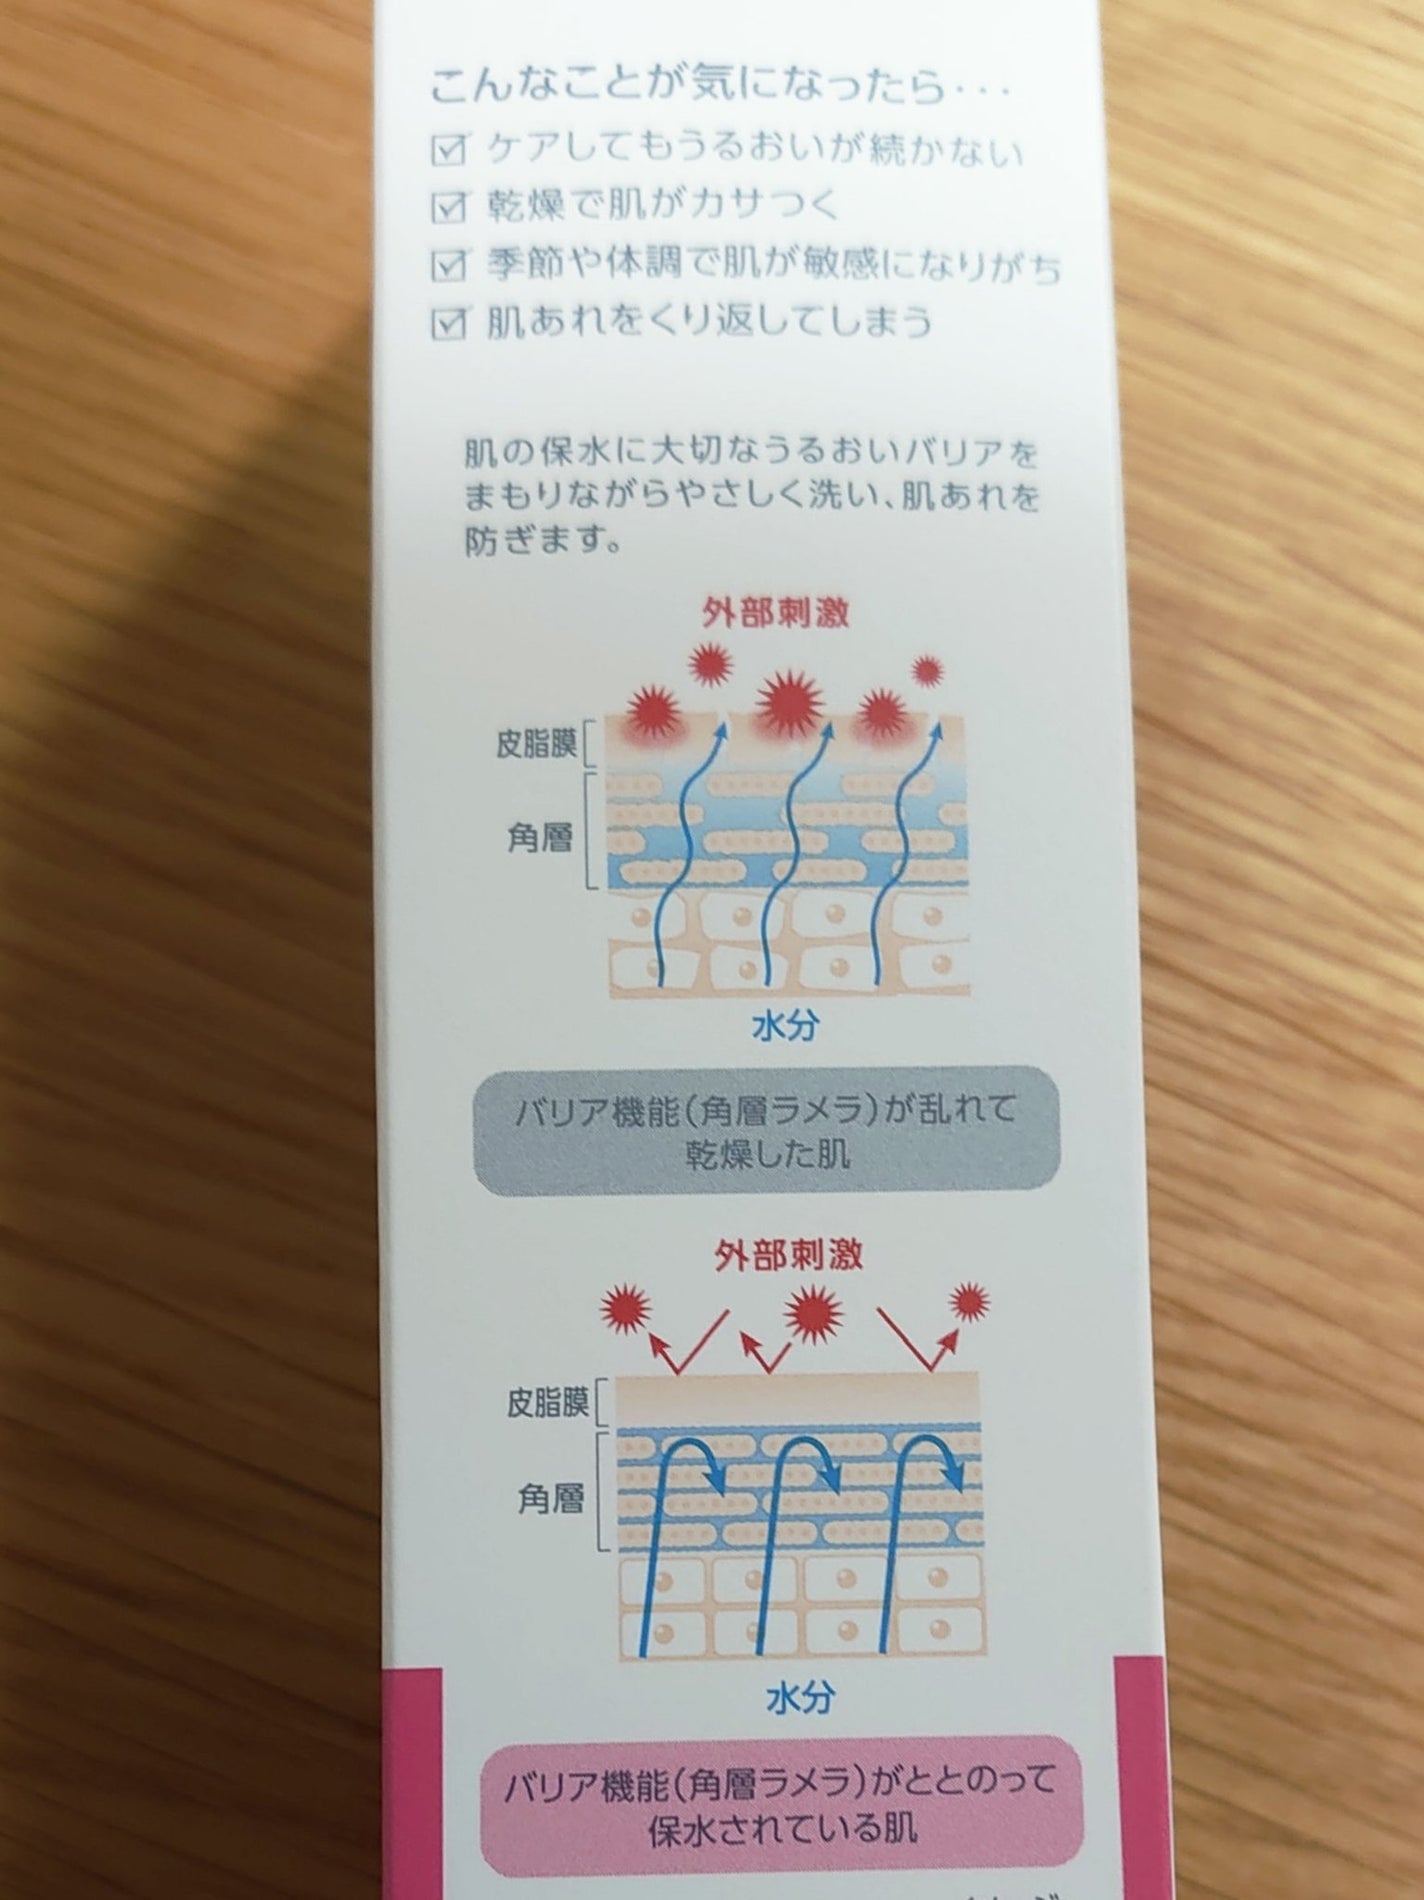 こんなことが気になったら・・・
☑ ケアしてもうるおいが続かない
☑ 乾燥で肌がカサつく
☑ 季節や体調で肌が敏感になりがち
☑ 肌あれをくり返してしまう
肌の保水に大切なうるおいバリアを
まもりながらやさしく洗い、肌あれを
防ぎます。
外部刺激
皮脂膜
角層
水分
バリア機能（角層ラメラ）が乱れて
乾燥した肌
外部刺激
皮脂膜
角層
水分
バリア機能（角層ラメラ）がととのって
保水されている肌